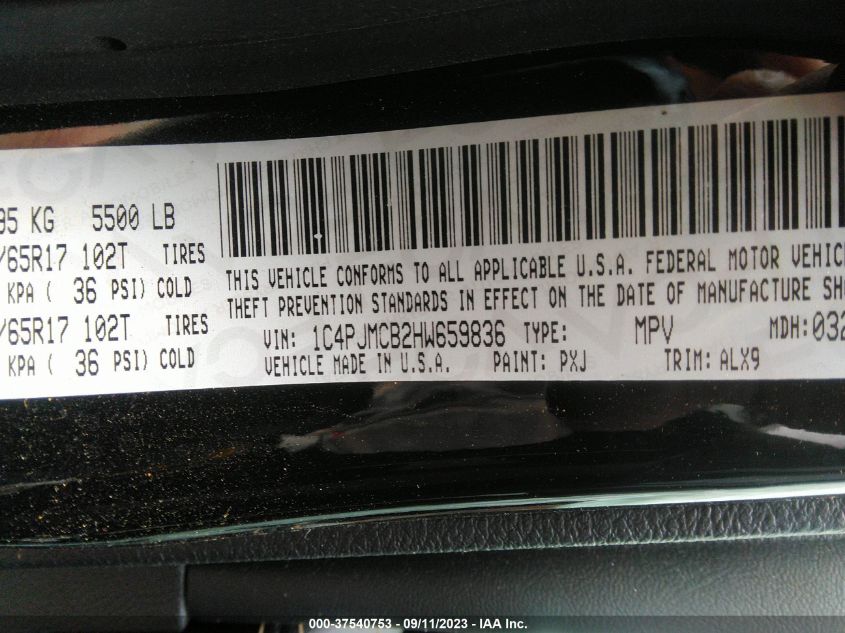 95 KG 5500 LB
/65R17 102T TIRES
KPA ( 36 PSI) COLD
/65R17 102T TIRES
KPA ( 36 PSI) COLD
THIS VEHICLE CONFORMS TO ALL APPLICABLE U.S.A. FEDERAL MOTOR VEHIC
THEFT PREVENTION STANDARDS IN EFFECT ON THE DATE OF MANUFACTURE SHO
VIN: 1C4PJMCB2HW659836 TYPE: MPV MDH:032
VEHICLE MADE IN U.S.A. PAINT: PXJ TRIM: ALX9
000-37540753 - 09/11/2023 - IAA Inc.